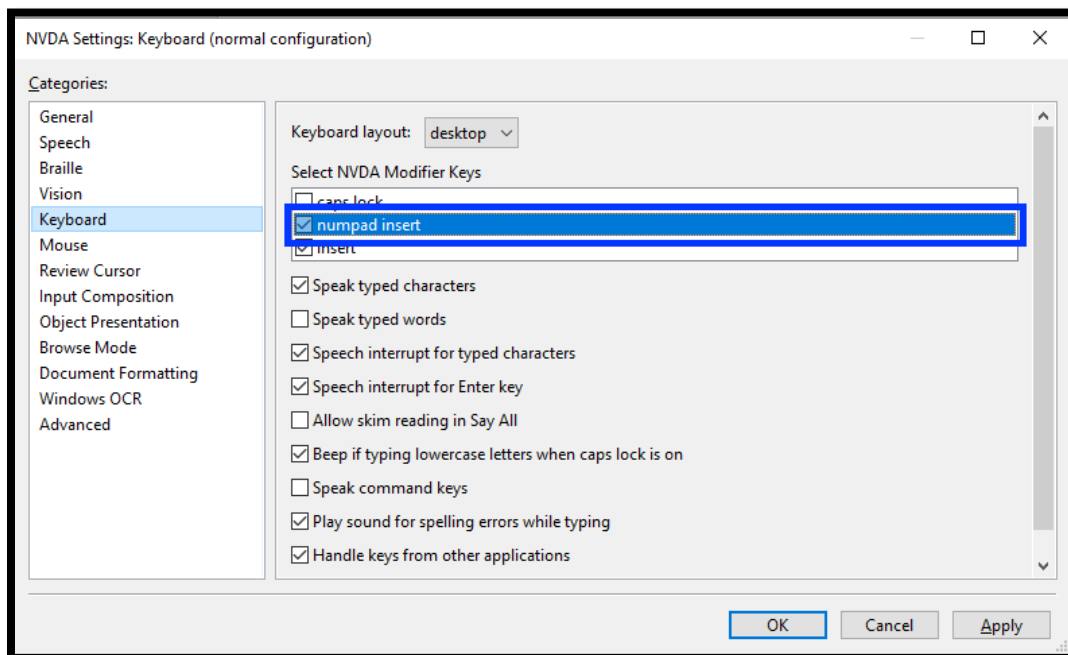 NVDA Settings: Keyboard (normal configuration)
Categories:
General
Speech
Braille
Vision
Keyboard
Mouse
Review Cursor
Input Composition
Object Presentation
Browse Mode
Document Formatting
Windows OCR
Advanced
Keyboard layout: desktop
Select NVDA Modifier Keys
caps lock
numpad insert
insert
Speak typed characters
Speak typed words
Speech interrupt for typed characters
Speech interrupt for Enter key
Allow skim reading in Say All
Beep if typing lowercase letters when caps lock is on
Speak command keys
Play sound for spelling errors while typing
Handle keys from other applications
OK Cancel Apply